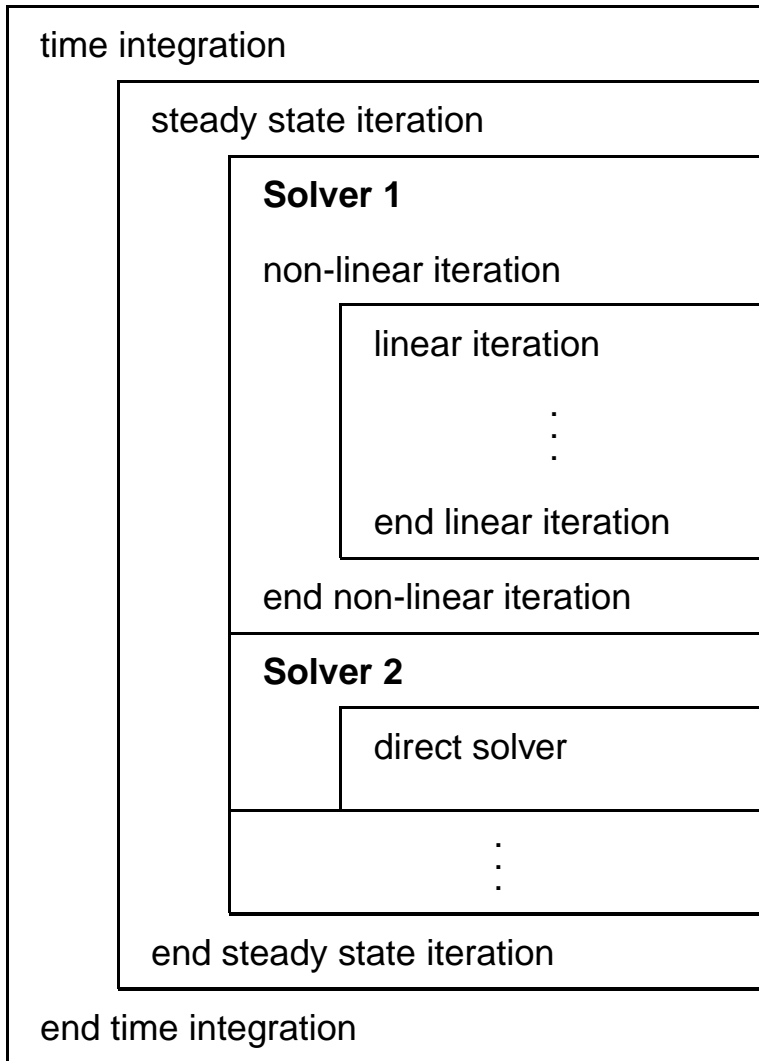 time integration
steady state iteration
Solver 1
non-linear iteration
linear iteration
.
.
.
end linear iteration
end non-linear iteration
Solver 2
direct solver
.
.
.
end steady state iteration
end time integration